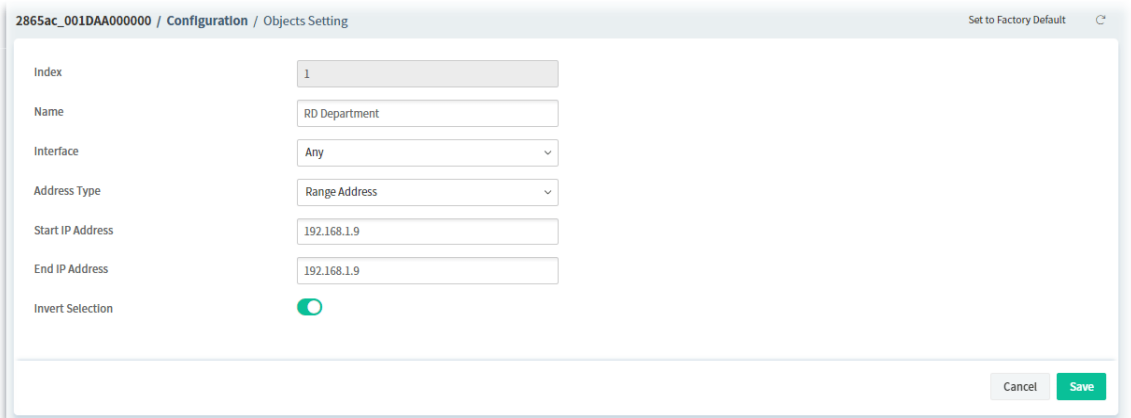 2865ac_001DAA000000 / Configuration / Objects Setting Set to Factory Default
Index 1
Name RD Department
Interface Any
Address Type Range Address
Start IP Address 192.168.1.9
End IP Address 192.168.1.9
Invert Selection
Cancel Save